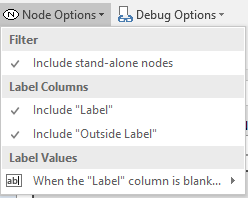 Node Options Debug Options
Filter
Include stand-alone nodes
Label Columns
Include "Label"
Include "Outside Label"
Label Values
ab When the "Label" column is blank...